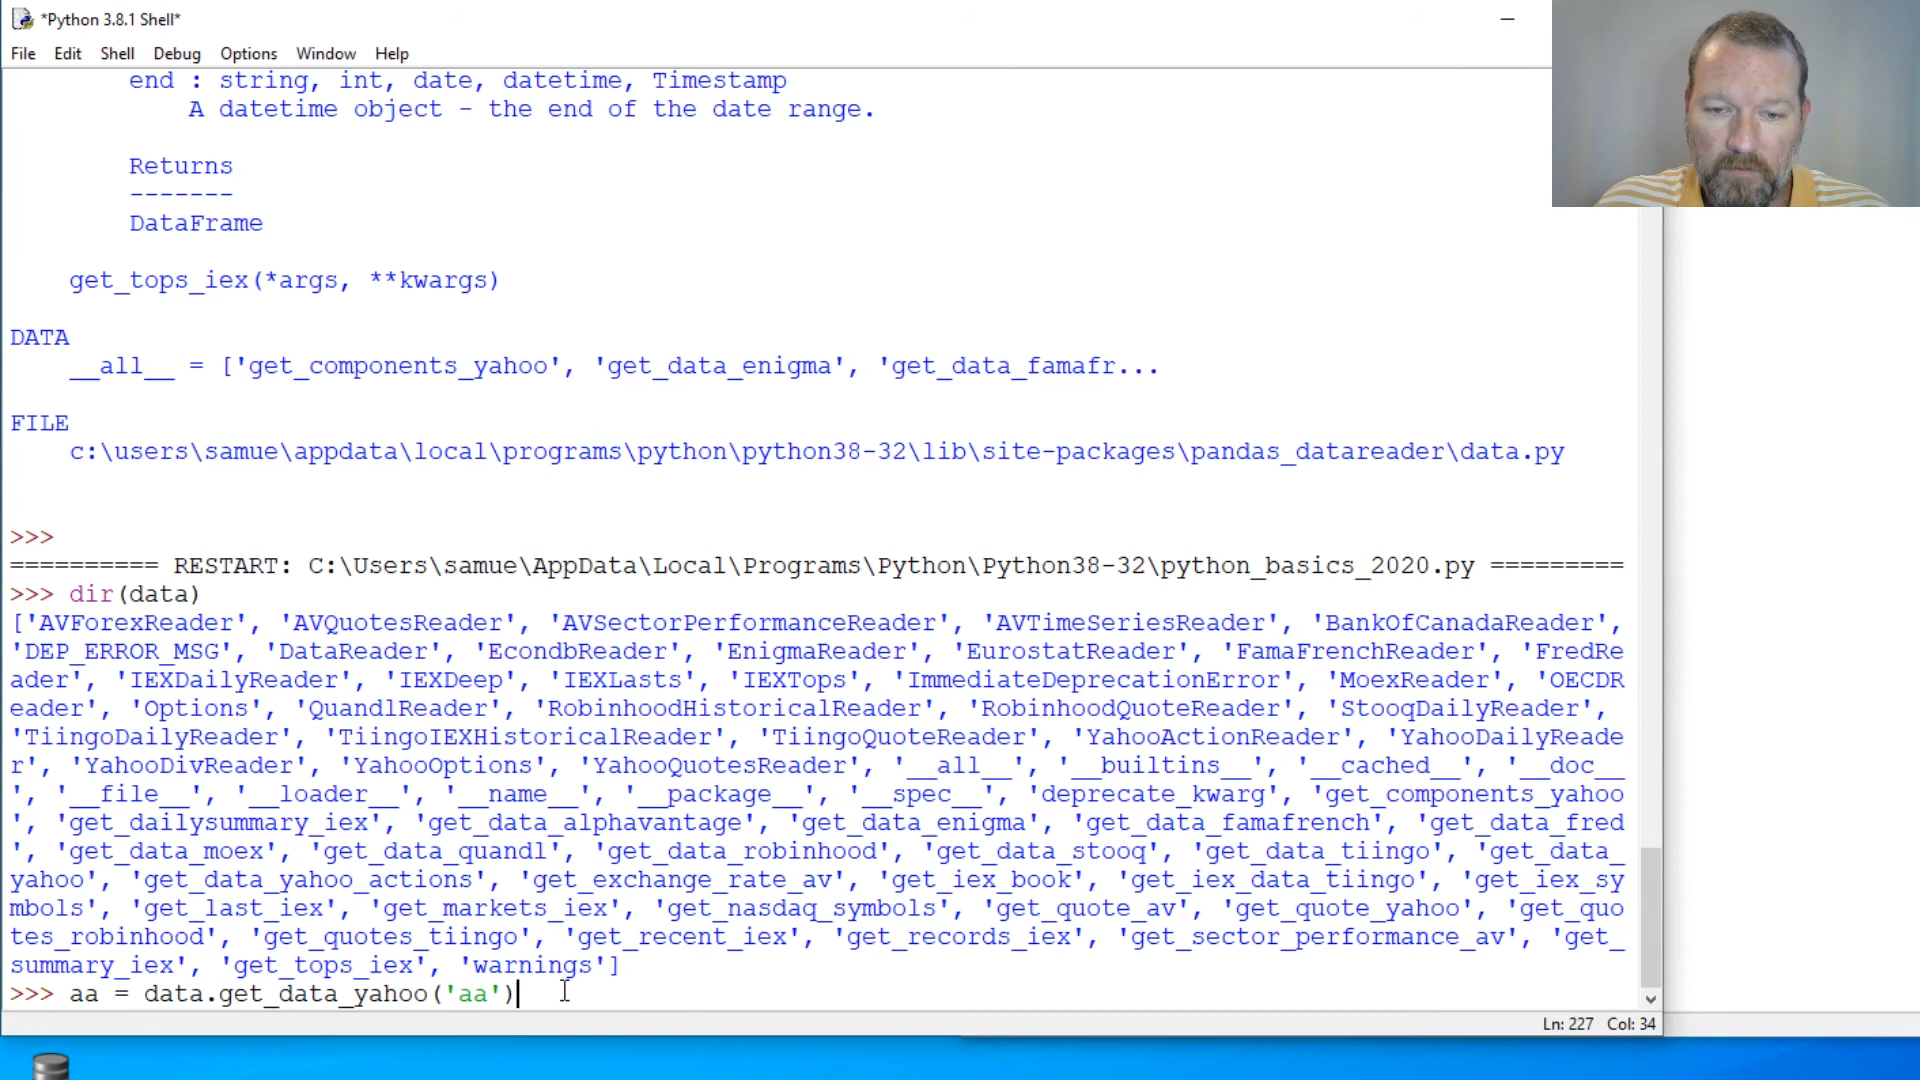 *Python 3.8.1 Shell*
File Edit Shell Debug Options Window Help
end : string, int, date, datetime, Timestamp
A datetime object - the end of the date range.
Returns
-------
DataFrame
get_tops_iex(*args, **kwargs)
DATA
__all__ = ['get_components_yahoo', 'get_data_enigma', 'get_data_famafr...
FILE
c:\users\samue\appdata\local\programs\python\python38-32\lib\site-packages\pandas_datareader\data.py
>>>
========== RESTART: C:\Users\samue\AppData\Local\Programs\Python\Python38-32\python_basics_2020.py =========
>>> dir(data)
['AVForexReader', 'AVQuotesReader', 'AVSectorPerformanceReader', 'AVTimeSeriesReader', 'BankOfCanadaReader',
'DEP_ERROR_MSG', 'DataReader', 'EcondbReader', 'EnigmaReader', 'EurostatReader', 'FamaFrenchReader', 'FredRe
ader', 'IEXDailyReader', 'IEXDeep', 'IEXLasts', 'IEXTops', 'ImmediateDeprecationError', 'MoexReader', 'OECDR
eader', 'Options', 'QuandlReader', 'RobinhoodHistoricalReader', 'RobinhoodQuoteReader', 'StooqDailyReader',
'TiingoDailyReader', 'TiingoIEXHistoricalReader', 'TiingoQuoteReader', 'YahooActionReader', 'YahooDailyReade
r', 'YahooDivReader', 'YahooOptions', 'YahooQuotesReader', '__all__', '__builtins__', '__cached__', '__doc__
', '__file__', '__loader__', '__name__', '__package__', '__spec__', 'deprecate_kwarg', 'get_components_yahoo
', 'get_dailysummary_iex', 'get_data_alphavantage', 'get_data_enigma', 'get_data_famafrench', 'get_data_fred
', 'get_data_moex', 'get_data_quandl', 'get_data_robinhood', 'get_data_stooq', 'get_data_tiingo', 'get_data_
yahoo', 'get_data_yahoo_actions', 'get_exchange_rate_av', 'get_iex_book', 'get_iex_data_tiingo', 'get_iex_sy
mbols', 'get_last_iex', 'get_markets_iex', 'get_nasdaq_symbols', 'get_quote_av', 'get_quote_yahoo', 'get_quo
tes_robinhood', 'get_quotes_tiingo', 'get_recent_iex', 'get_records_iex', 'get_sector_performance_av', 'get_
summary_iex', 'get_tops_iex', 'warnings']
>>> aa = data.get_data_yahoo('aa')
Ln: 227 Col: 34